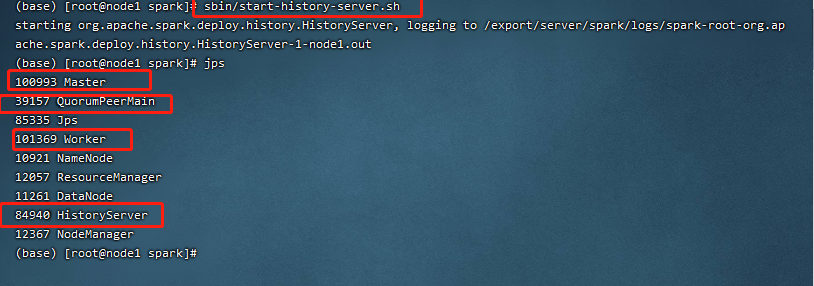 (base) [root@node1 spark]# sbin/start-history-server.sh
starting org.apache.spark.deploy.history.HistoryServer, logging to /export/server/spark/logs/spark-root-org.ap
ache.spark.deploy.history.HistoryServer-1-node1.out
(base) [root@node1 spark]# jps
100993 Master
39157 QuorumPeerMain
85335 Jps
101369 Worker
10921 NameNode
12057 ResourceManager
11261 DataNode
84940 HistoryServer
12367 NodeManager
(base) [root@node1 spark]#